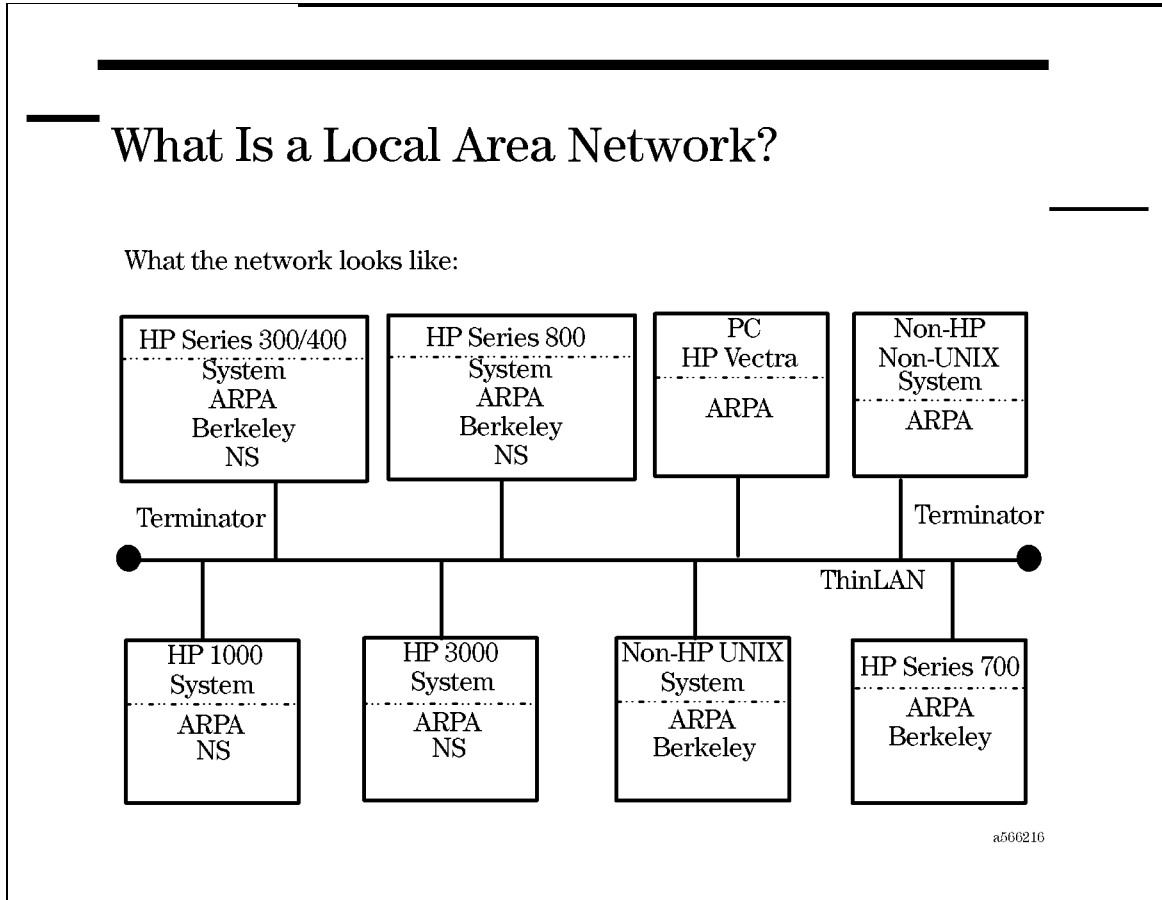 What Is a Local Area Network?
What the network looks like:
HP Series 300/400
System
ARPA
Berkeley
NS
HP Series 800
System
ARPA
Berkeley
NS
PC
HP Vectra
ARPA
Non-HP
Non-UNIX
System
ARPA
Terminator
Terminator
ThinLAN
HP 1000
System
ARPA
NS
HP 3000
System
ARPA
NS
Non-HP UNIX
System
ARPA
Berkeley
HP Series 700
ARPA
Berkeley
a566216